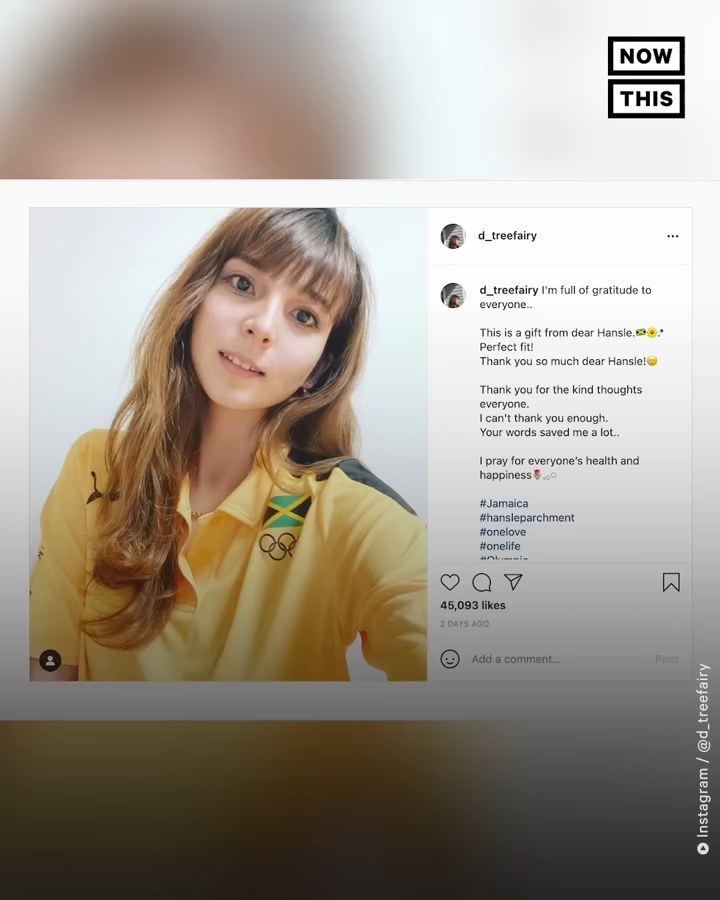 NOW
THIS
d_treefairy
d_treefairy I'm full of gratitude to
everyone..
This is a gift from dear Hansle.🇯🇲🌼.*
Perfect fit!
Thank you so much dear Hansle!😢
Thank you for the kind thoughts
everyone.
I can't thank you enough.
Your words saved me a lot..
I pray for everyone's health and
happiness🌷
#Jamaica
#hansleparchment
#onelove
#onelife
#Olympic
45,093 likes
2 DAYS AGO
Add a comment...
Post
Instagram / @d_treefairy